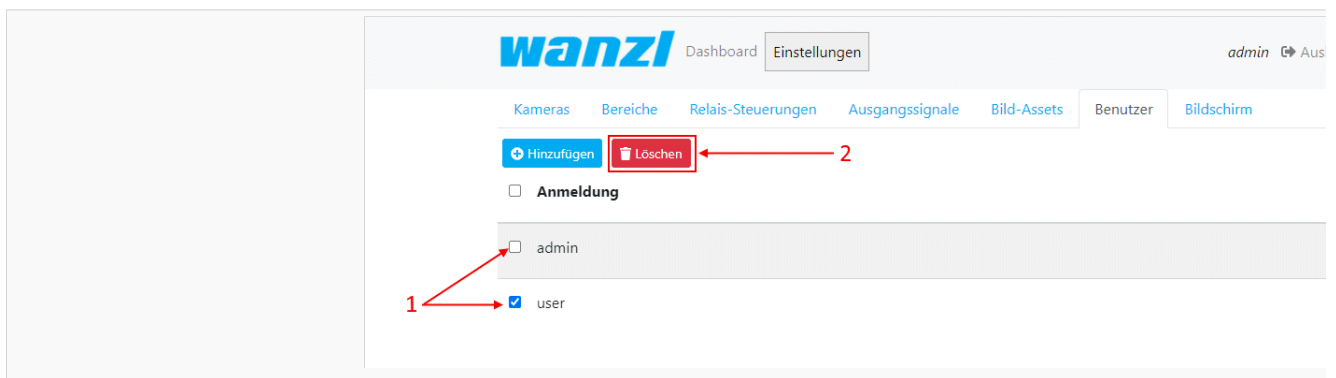 wanzl Dashboard Einstellungen admin Aus
Kameras Bereiche Relais-Steuerungen Ausgangssignale Bild-Assets Benutzer Bildschirm
Hinzufügen Löschen 2
Anmeldung
admin
1
user